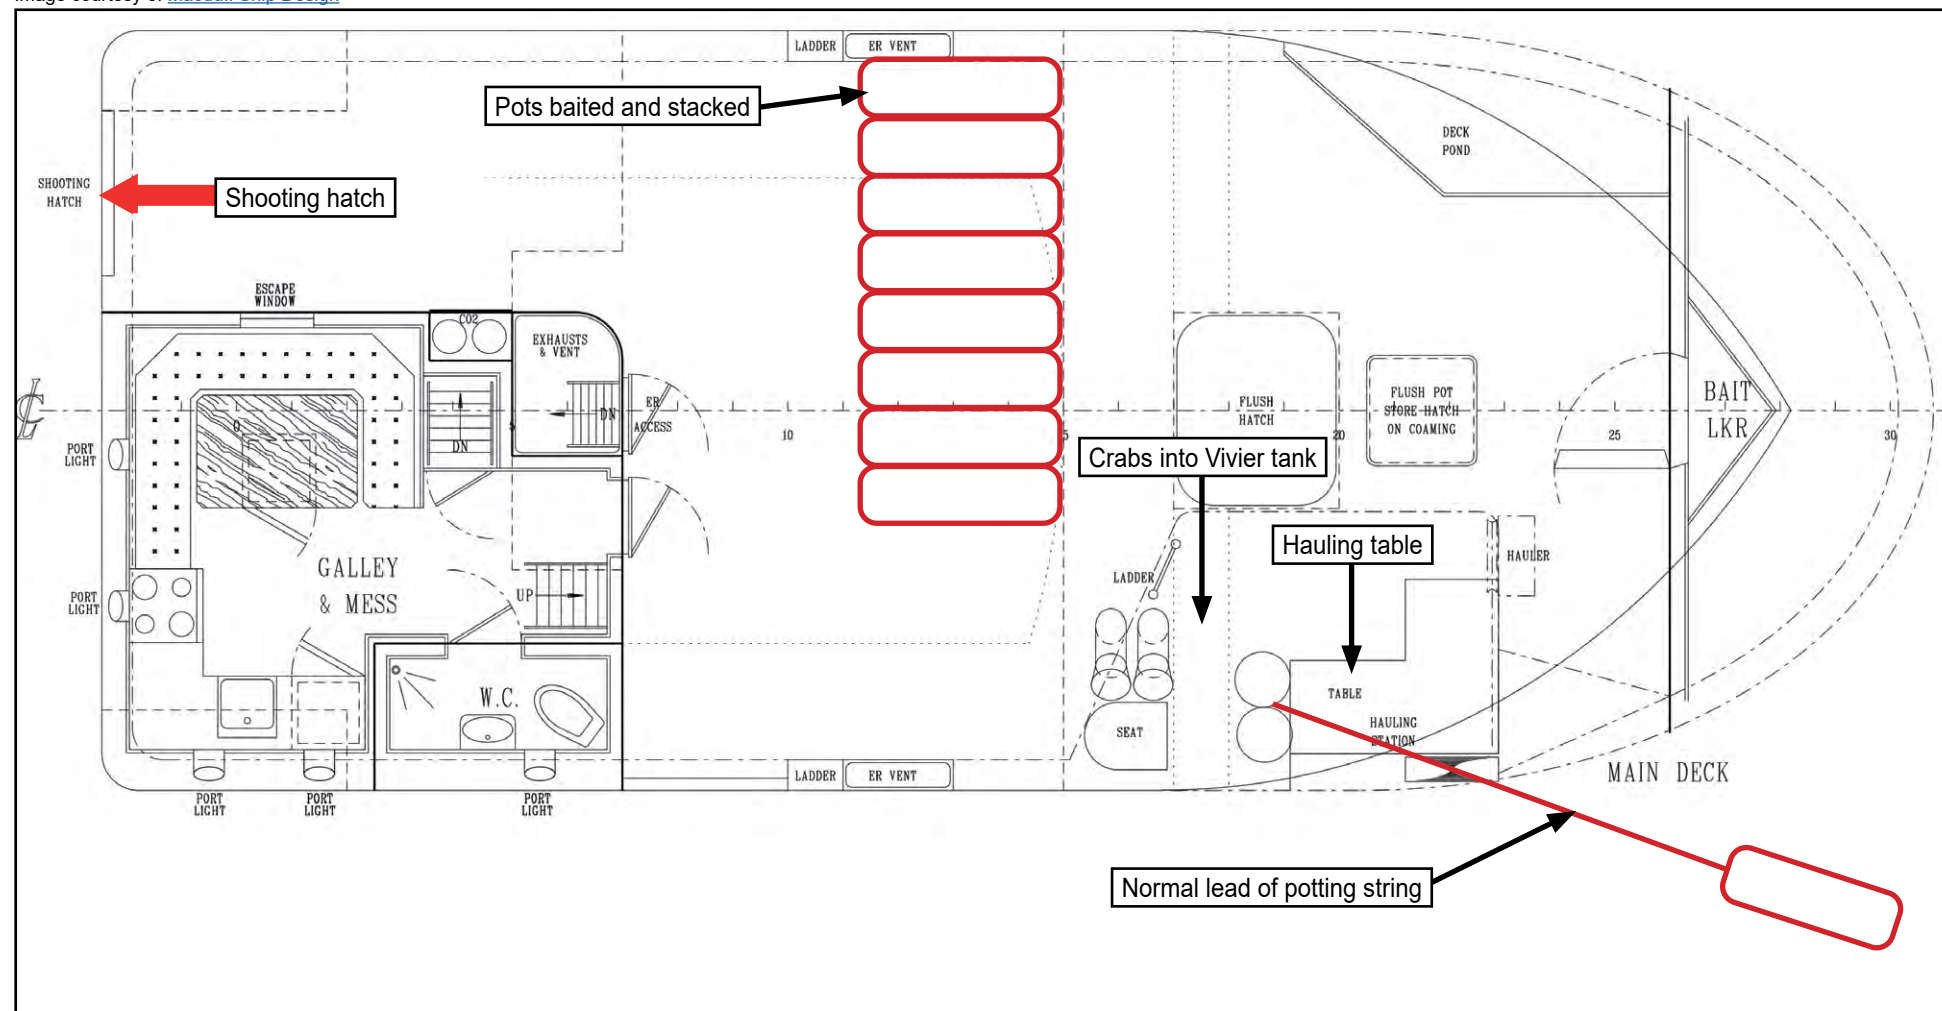 LADDER
ER VENT
Pots baited and stacked
DECK
POND
SHOOTING
HATCH
Shooting hatch
ESCAPE
WINDOW
CO2
EXHAUSTS
& VENT
DN
ER
ACCESS
FLUSH
HATCH
FLUSH POT
STORE HATCH
ON COAMING
BAIT
LKR
℄
0
5
10
5
20
25
30
PORT
LIGHT
DN
Crabs into Vivier tank
Hauling table
HAULER
GALLEY
& MESS
PORT
LIGHT
UP
LADDER
TABLE
W.C.
HAULING
STATION
SEAT
LADDER
ER VENT
MAIN DECK
PORT
LIGHT
PORT
LIGHT
PORT
LIGHT
Normal lead of potting string